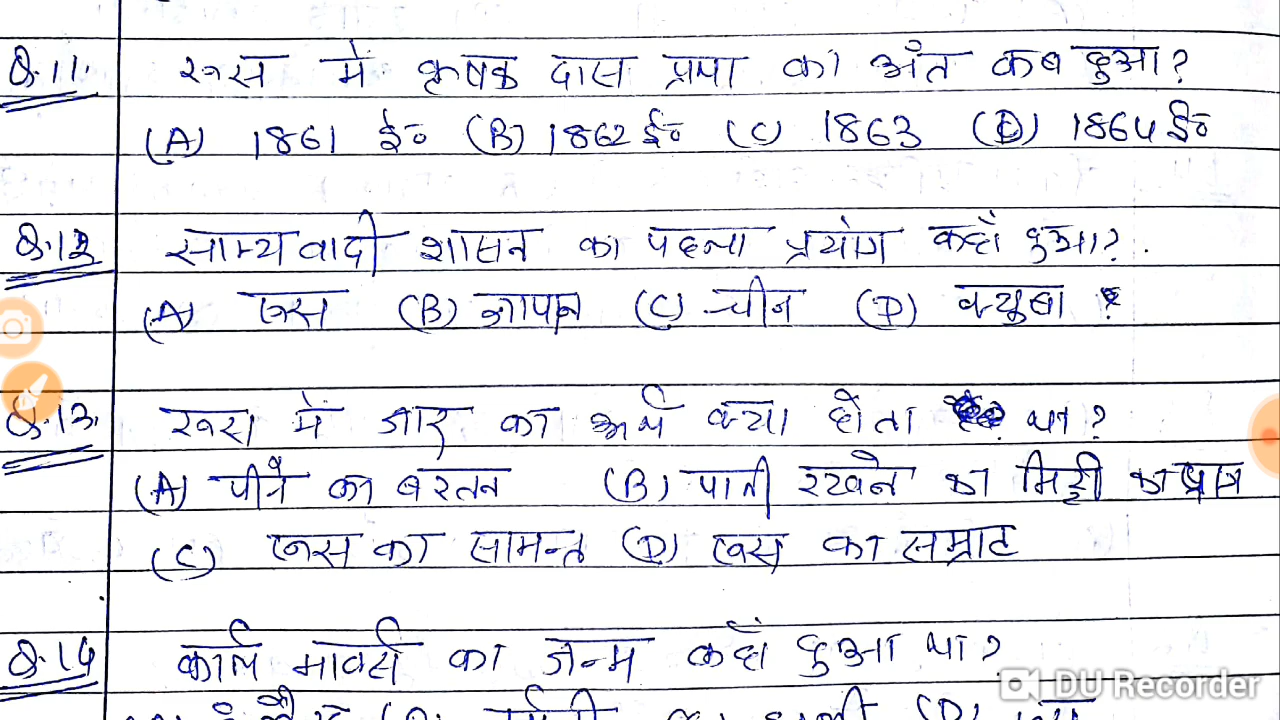 Q.11. रूस में कृषक दास प्रथा का अंत कब हुआ?
(A) 1861 ई० (B) 1862 ई० (C) 1863 (D) 1864 ई०
Q.12 साम्यवादी शासन का पहला प्रयोग कहाँ हुआ?
(A) रूस (B) जापान (C) चीन (D) क्यूबा
Q.13. रूस में जार का अर्थ क्या होता था?
(A) पीने का बरतन (B) पानी रखने का मिट्टी का पात्र
(C) रूस का सामन्त (D) रूस का सम्राट
Q.14 कार्ल मार्क्स का जन्म कहाँ हुआ था?
DU Recorder